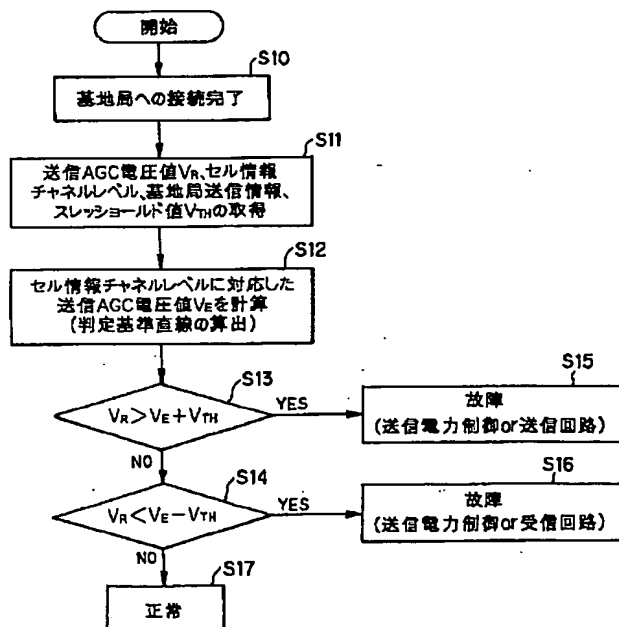 開始
S10
基地局への接続完了
S11
送信AGC電圧値VR、セル情報
チャネルレベル、基地局送信情報、
スレッショールド値VTHの取得
S12
セル情報チャネルレベルに対応した
送信AGC電圧値VEを計算
(判定基準直線の算出)
S13
VR>VE+VTH
YES
S15
故障
(送信電力制御or送信回路)
NO
S14
VR<VE-VTH
YES
S16
故障
(送信電力制御or受信回路)
NO
S17
正常